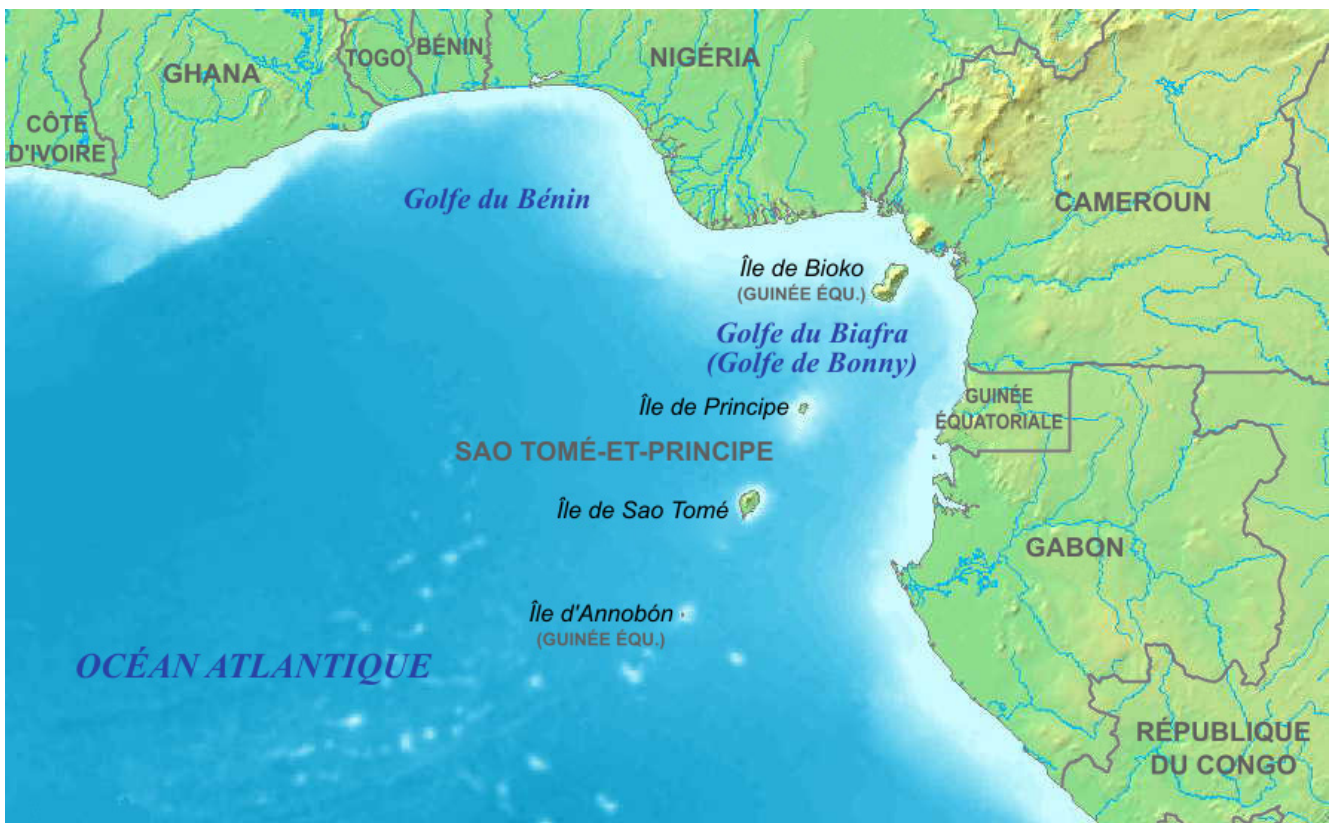 GHANA
TOGO
BÉNIN
NIGÉRIA
CÔTE
D'IVOIRE
Golfe du Bénin
CAMEROUN
Île de Bioko
(GUINÉE ÉQU.)
Golfe du Biafra
(Golfe de Bonny)
Île de Principe
GUINÉE
ÉQUATORIALE
SAO TOMÉ-ET-PRINCIPE
Île de Sao Tomé
GABON
Île d'Annobón
(GUINÉE ÉQU.)
OCÉAN ATLANTIQUE
RÉPUBLIQUE
DU CONGO